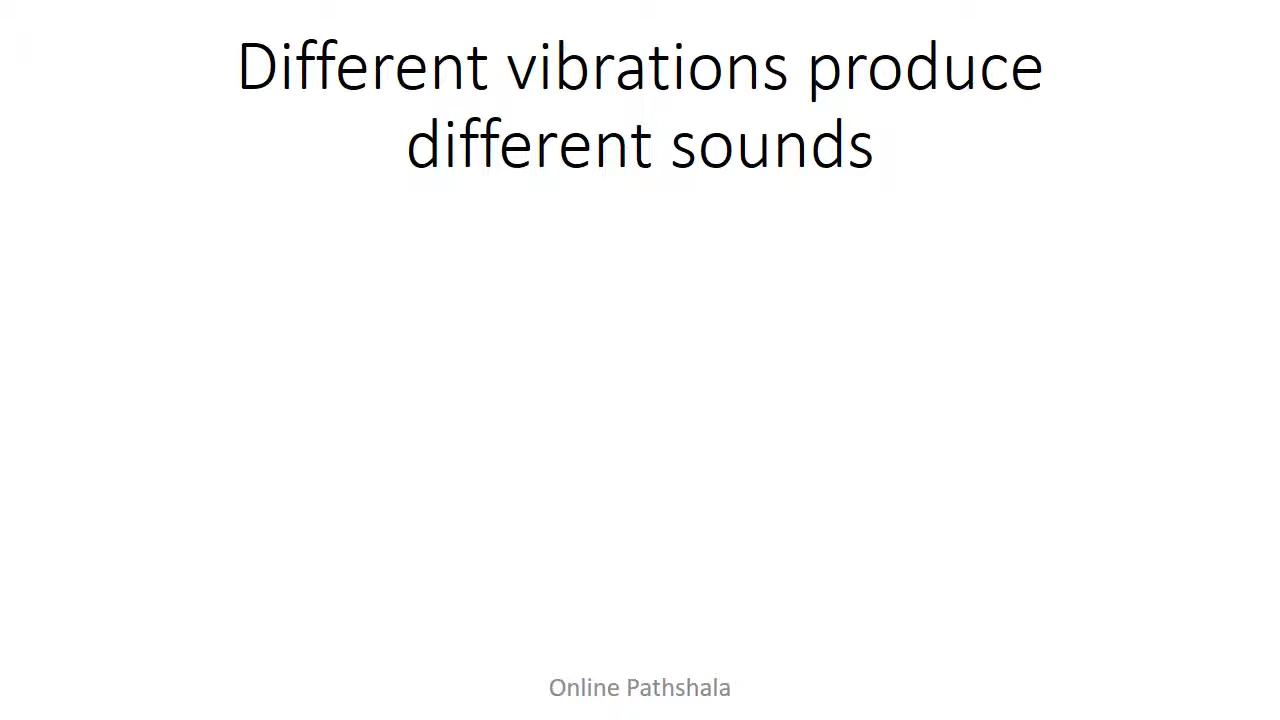 Different vibrations produce
different sounds
Online Pathshala